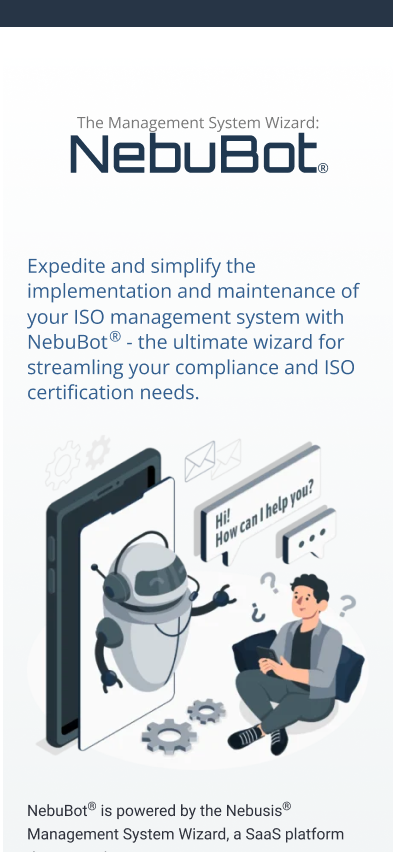 The Management System Wizard:
NebuBot®
Expedite and simplify the
implementation and maintenance of
your ISO management system with
NebuBot® - the ultimate wizard for
streamling your compliance and ISO
certification needs.
Hi!
How can I help you?
NebuBot® is powered by the Nebusis®
Management System Wizard, a SaaS platform